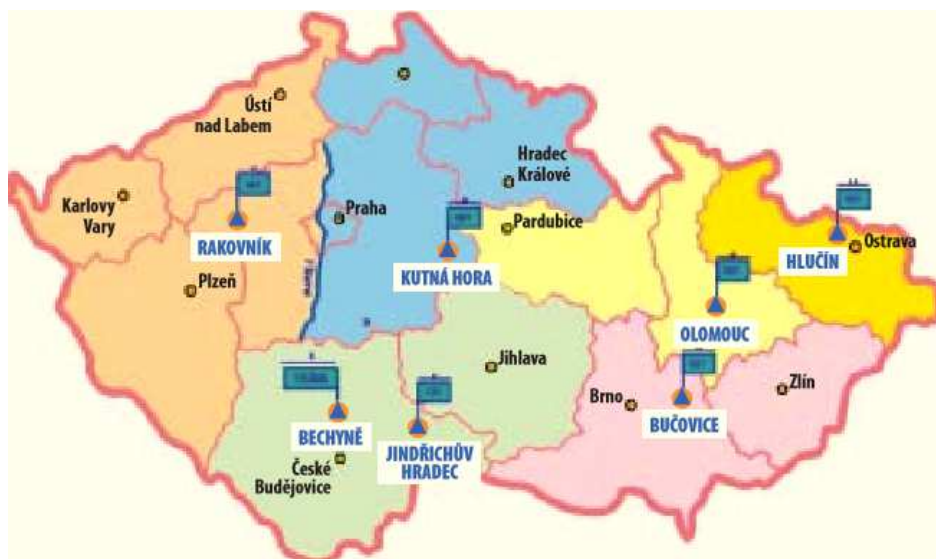 Ústí
nad Labem
Karlovy
Vary
RAKOVNÍK
Plzeň
Praha
Hradec
Králové
Pardubice
KUTNÁ HORA
HLUČÍN
Ostrava
OLOMOUC
Jihlava
BECHYNĚ
JINDŘICHŮV
HRADEC
České
Budějovice
Brno
BUČOVICE
Zlín